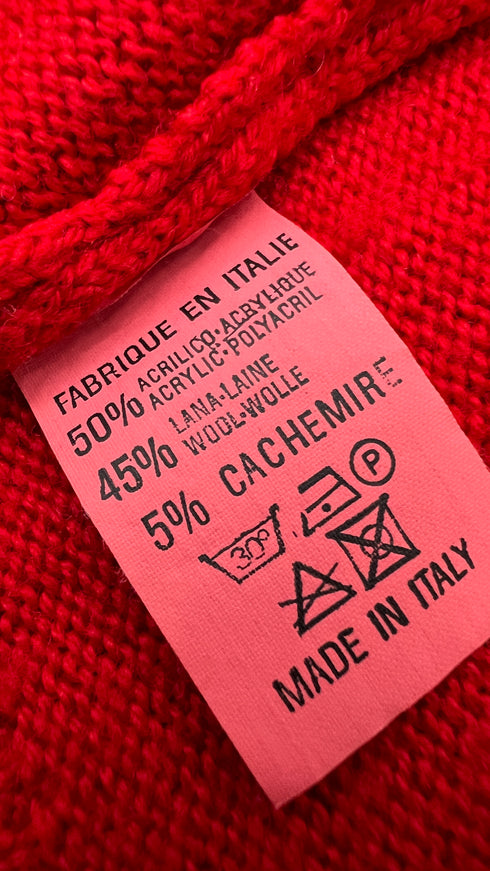 FABRIQUE EN ITALIE
50% ACRILICO·ACRYLIQUE
ACRYLIC·POLYACRIL
45% LANA·LAINE
WOOL·WOLLE
5% CACHEMIRE
30° P
MADE IN ITALY